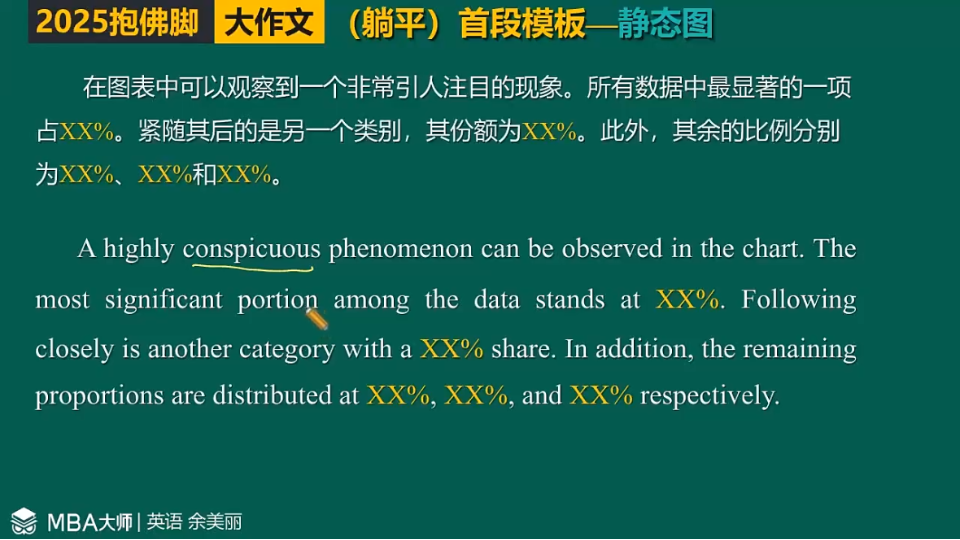 2025抱佛脚 大作文 （躺平）首段模板—静态图
在图表中可以观察到一个非常引人注目的现象。所有数据中最显著的一项
占XX%。紧随其后的是另一个类别，其份额为XX%。此外，其余的比例分别
为XX%、XX%和XX%。
A highly conspicuous phenomenon can be observed in the chart. The
most significant portion among the data stands at XX%. Following
closely is another category with a XX% share. In addition, the remaining
proportions are distributed at XX%, XX%, and XX% respectively.
MBA大师 | 英语 余美丽